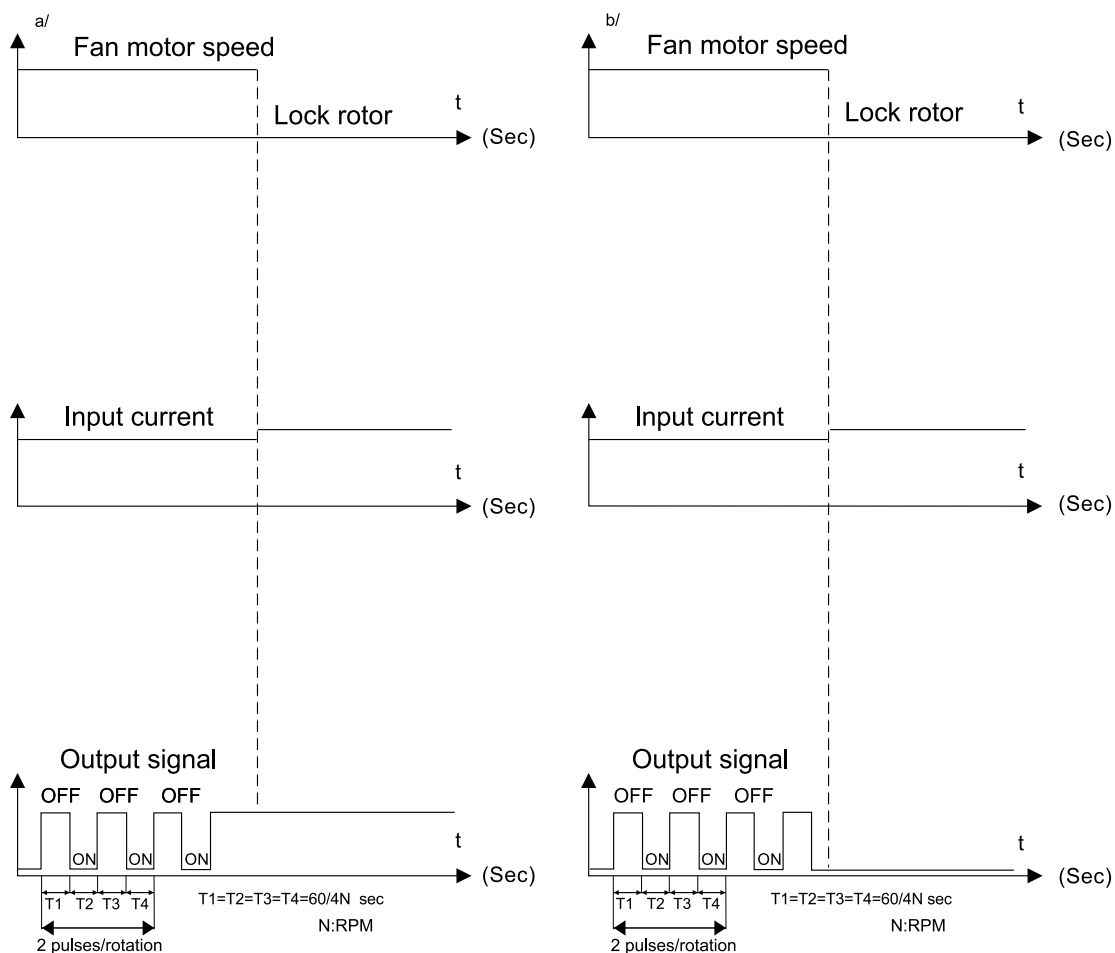 a/
Fan motor speed
Lock rotor
t
(Sec)
Input current
t
(Sec)
Output signal
OFF OFF OFF
ON ON ON
t
(Sec)
T1 T2 T3 T4
T1=T2=T3=T4=60/4N sec
N:RPM
2 pulses/rotation
b/
Fan motor speed
Lock rotor
t
(Sec)
Input current
t
(Sec)
Output signal
OFF OFF OFF
ON ON ON
t
(Sec)
T1 T2 T3 T4
T1=T2=T3=T4=60/4N sec
N:RPM
2 pulses/rotation